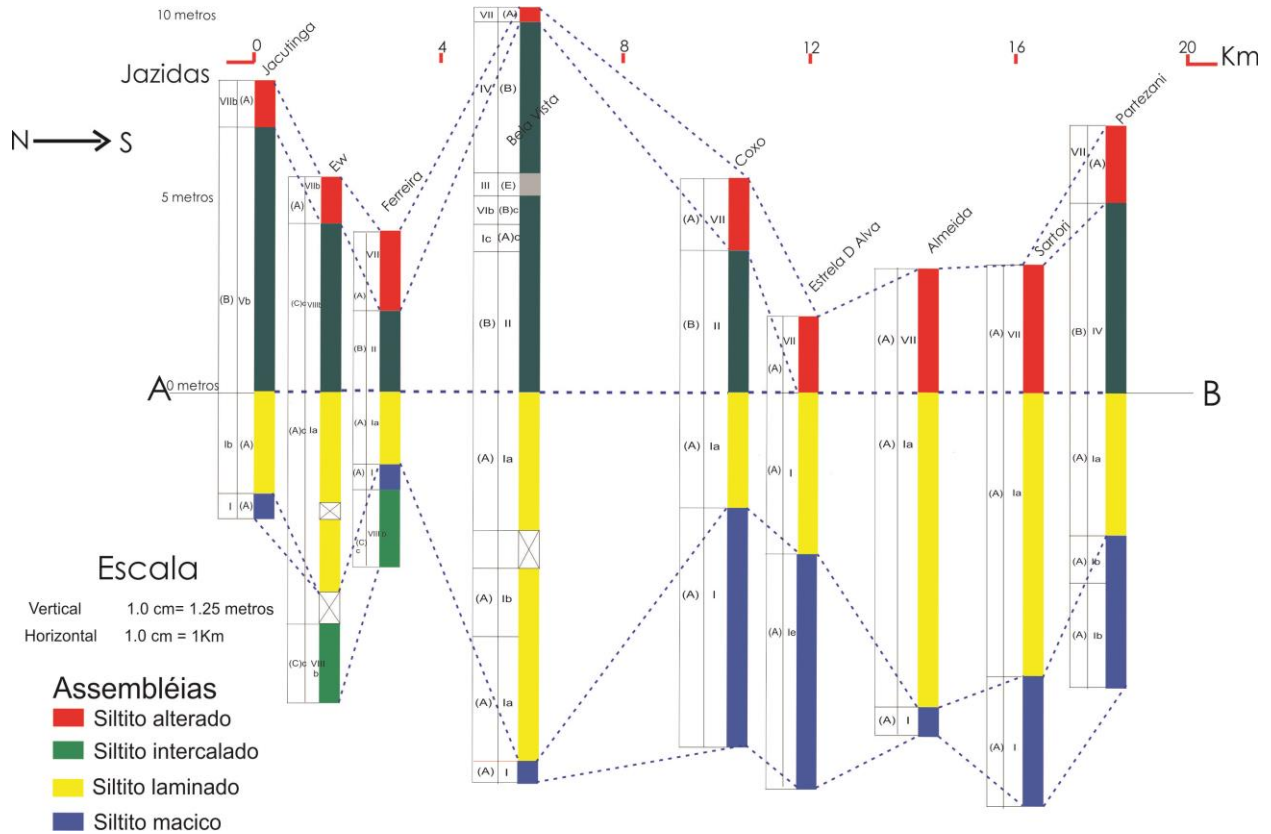 10 metros
0
4
8
12
16
20
Km
Jazidas
N
S
5 metros
A
0 metros
B
Jacutinga
VIIb (A)
(B) Vb
Ib (A)
I (A)
Ew
(A) VIIb
(C)c VIIIb
(A)c Ia
(C)c VIII b
Ferreira
(A) VII
(B) II
(A) Ia
(A) I
(C) c VIII b
Bela Vista
VII (A)
IV (B)
III (E)
VIb (B)c
Ic (A)c
(B) II
(A) Ia
(A) Ib
(A) Ia
(A) I
Coxo
(A) VII
(B) II
(A) Ia
(A) I
Estrela D Alva
(A) VII
(A) I
(A) Ie
Almeida
(A) VII
(A) Ia
(A) I
Sartori
(A) VII
(A) Ia
(A) I
Partezani
VII (A)
(B) IV
(A) Ia
(A) Ib
(A) Ib
Escala
Vertical 1.0 cm= 1.25 metros
Horizontal 1.0 cm = 1Km
Assembléias
Siltito alterado
Siltito intercalado
Siltito laminado
Siltito macico